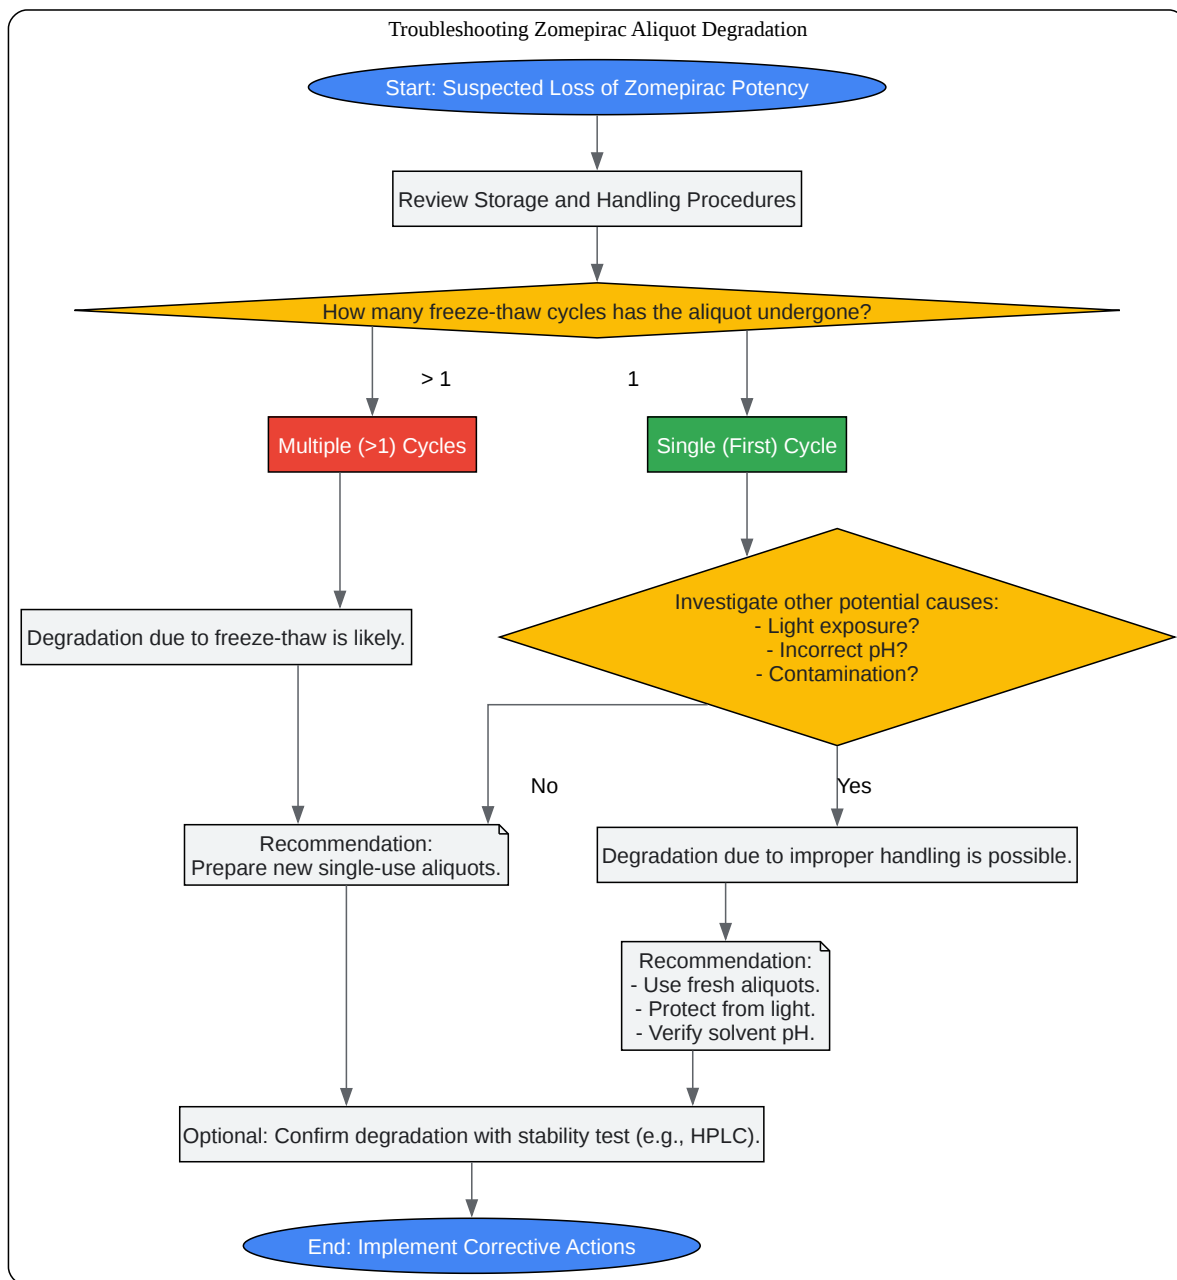 Troubleshooting Zomepirac Aliquot Degradation
Start: Suspected Loss of Zomepirac Potency
Review Storage and Handling Procedures
How many freeze-thaw cycles has the aliquot undergone?
> 1
1
Multiple (>1) Cycles
Single (First) Cycle
Investigate other potential causes:
- Light exposure?
- Incorrect pH?
- Contamination?
Degradation due to freeze-thaw is likely.
No
Yes
Recommendation:
Prepare new single-use aliquots.
Degradation due to improper handling is possible.
Recommendation:
- Use fresh aliquots.
- Protect from light.
- Verify solvent pH.
Optional: Confirm degradation with stability test (e.g., HPLC).
End: Implement Corrective Actions